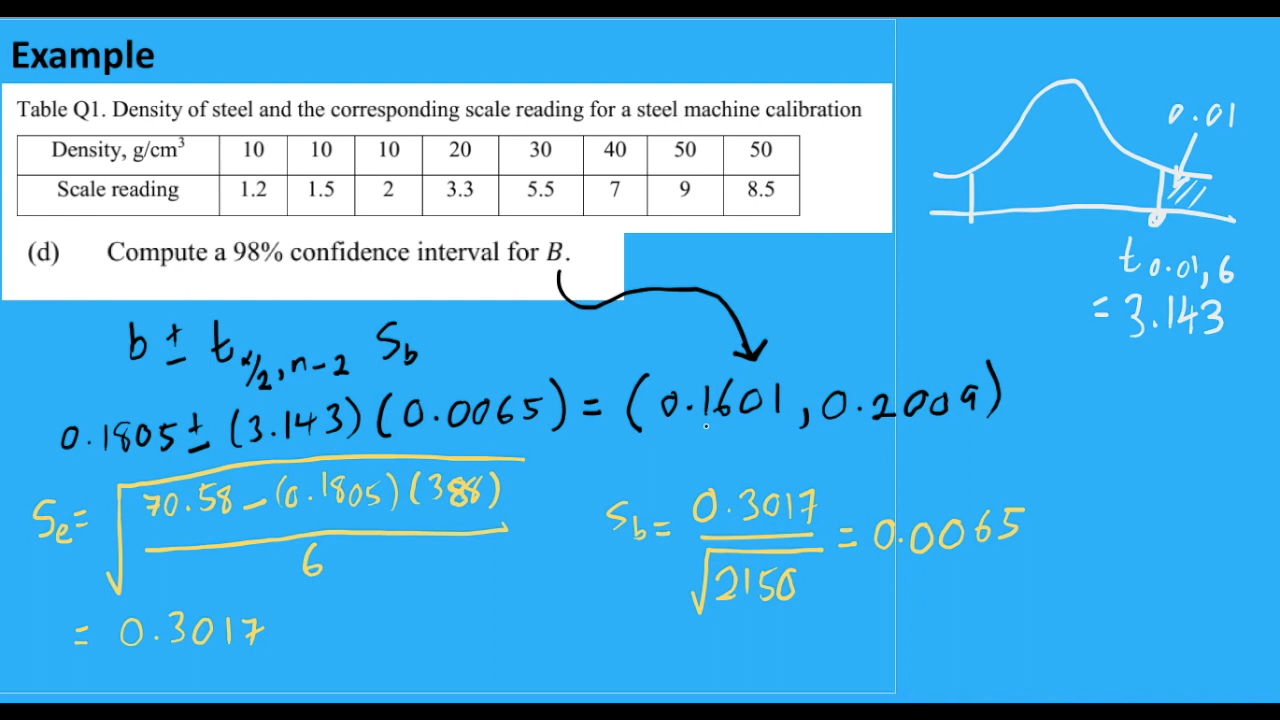 Example
Table Q1. Density of steel and the corresponding scale reading for a steel machine calibration
Density, g/cm³ 10 10 10 20 30 40 50 50
Scale reading 1.2 1.5 2 3.3 5.5 7 9 8.5
(d) Compute a 98% confidence interval for B.
b ± t α/2, n-2 Sb
0.1805 ± (3.143)(0.0065) = (0.1601, 0.2009)
Se = √ 70.58 - (0.1805)(388)
6
= 0.3017
Sb = 0.3017 = 0.0065
√2150
0.01
t 0.01, 6
= 3.143